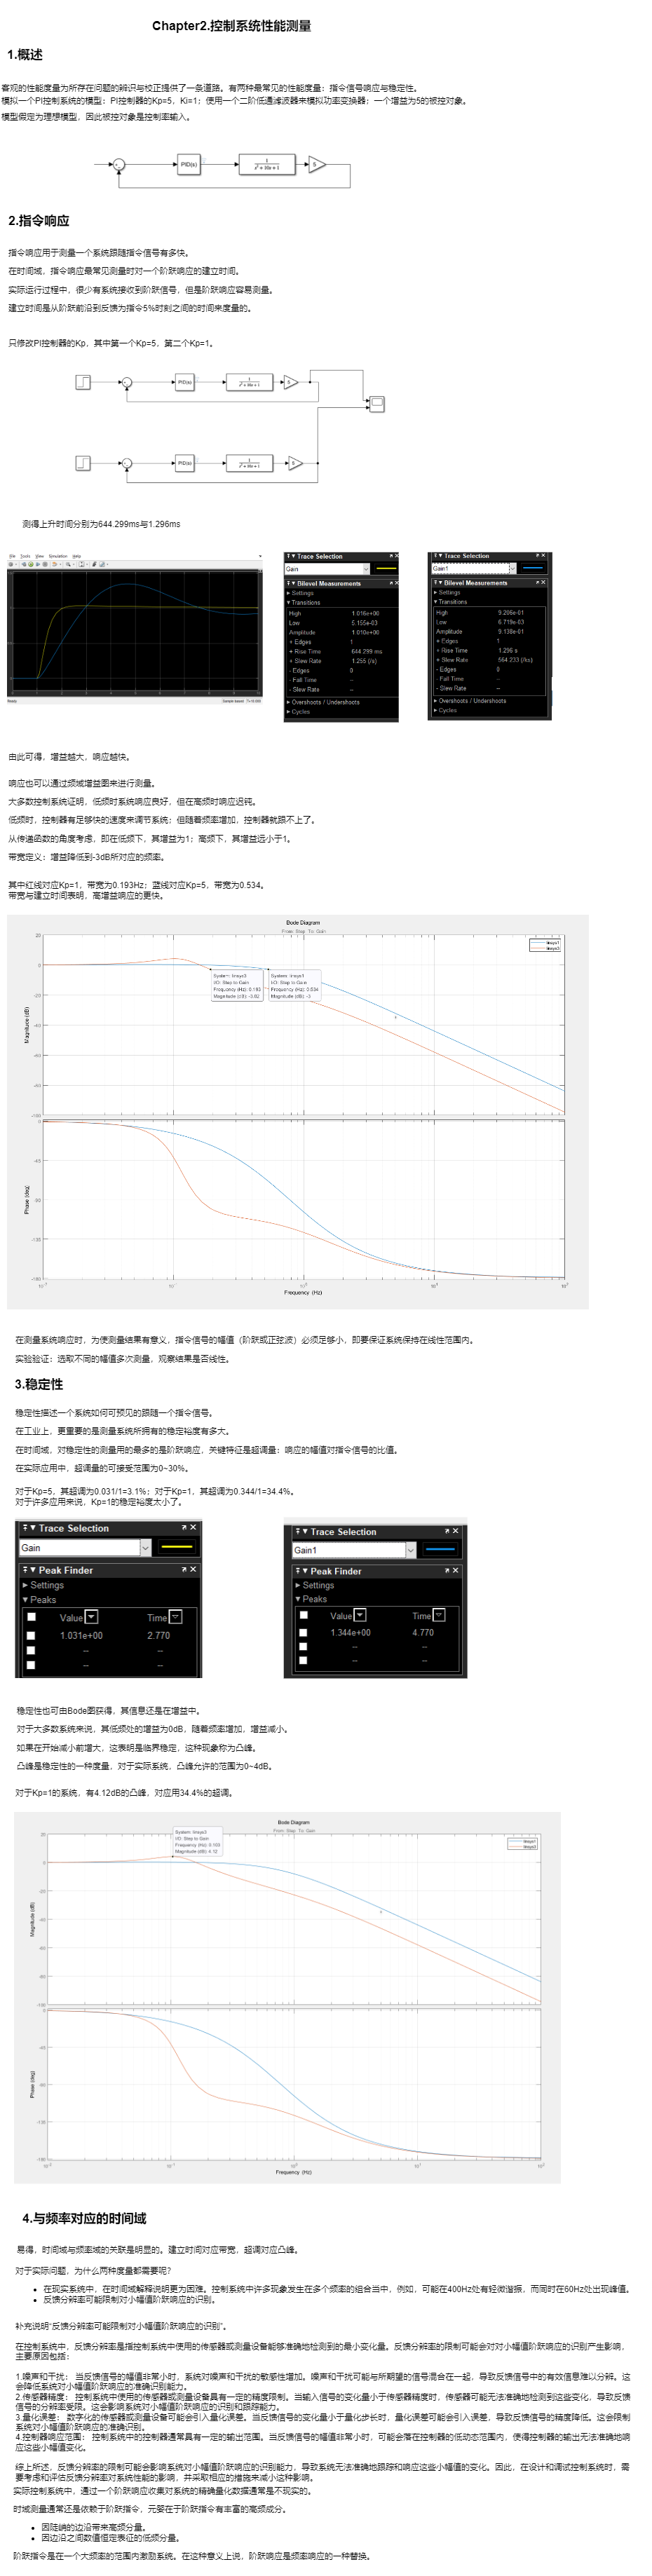 Chapter2.控制系统性能测量
1.概述
客观的性能度量为所存在问题的辨识与校正提供了一条道路。有两种最常见的性能度量：指令信号响应与稳定性。
模拟一个PI控制系统的模型：PI控制器的Kp=5，Ki=1；使用一个二阶低通滤波器来模拟功率变换器；一个增益为5的被控对象。
模型假定为理想模型，因此被控对象是控制率输入。
PID(s)
5
2.指令响应
指令响应用于测量一个系统跟随指令信号有多快。
在时间域，指令响应最常见测量时对一个阶跃响应的建立时间。
实际运行过程中，很少有系统接收到阶跃信号，但是阶跃响应容易测量。
建立时间是从阶跃前沿到反馈为指令5%时刻之间的时间来度量的。
只修改PI控制器的Kp，其中第一个Kp=5，第二个Kp=1。
PID(s)
5
PID(s)
5
测得上升时间分别为644.299ms与1.296ms
File Tools View Simulation Help
Ready
Trace Selection
Gain
Bilevel Measurements
Settings
Transitions
High 1.016e+00
Low 5.155e-03
Amplitude 1.010e+00
+ Edges 1
+ Rise Time 644.299 ms
+ Slew Rate 1.255 (/s)
- Edges 0
- Fall Time --
- Slew Rate --
Overshoots / Undershoots
Cycles
Trace Selection
Gain1
Bilevel Measurements
Settings
Transitions
High 9.205e-01
Low 6.719e-03
Amplitude 9.138e-01
+ Edges 1
+ Rise Time 1.296 s
+ Slew Rate 564.233 (/ks)
- Edges 0
- Fall Time --
- Slew Rate --
Overshoots / Undershoots
Cycles
由此可得，增益越大，响应越快。
响应也可以通过频域增益图来进行测量。
大多数控制系统证明，低频时系统响应良好，但在高频时响应迟钝。
低频时，控制器有足够快的速度来调节系统；但随着频率增加，控制器就跟不上了。
从传递函数的角度考虑，即在低频下，其增益为1；高频下，其增益远小于1。
带宽定义：增益降低到-3dB所对应的频率。
其中红线对应Kp=1，带宽为0.193Hz；蓝线对应Kp=5，带宽为0.534。
带宽与建立时间表明，高增益响应的更快。
Bode Diagram
From: Step To: Gain
linsys1
linsys3
System: linsys3
I/O: Step to Gain
Frequency (Hz): 0.193
Magnitude (dB): -3.02
System: linsys1
I/O: Step to Gain
Frequency (Hz): 0.534
Magnitude (dB): -3
Magnitude (dB)
Phase (deg)
Frequency (Hz)
在测量系统响应时，为使测量结果有意义，指令信号的幅值（阶跃或正弦波）必须足够小，即要保证系统保持在线性范围内。
实验验证：选取不同的幅值多次测量，观察结果是否线性。
3.稳定性
稳定性描述一个系统如何可预见的跟随一个指令信号。
在工业上，更重要的是测量系统所拥有的稳定裕度有多大。
在时间域，对稳定性的测量用的最多的是阶跃响应，关键特征是超调量：响应的幅值对指令信号的比值。
在实际应用中，超调量的可接受范围为0~30%。
对于Kp=5，其超调为0.031/1=3.1%；对于Kp=1，其超调为0.344/1=34.4%。
对于许多应用来说，Kp=1的稳定裕度太小了。
Trace Selection
Gain
Peak Finder
Settings
Peaks
Value Time
1.031e+00 2.770
-- --
-- --
Trace Selection
Gain1
Peak Finder
Settings
Peaks
Value Time
1.344e+00 4.770
-- --
-- --
稳定性也可由Bode图获得，其信息还是在增益中。
对于大多数系统来说，其低频处的增益为0dB，随着频率增加，增益减小。
如果在开始减小前增大，这表明是临界稳定，这种现象称为凸峰。
凸峰是稳定性的一种度量，对于实际系统，凸峰允许的范围为0~4dB。
对于Kp=1的系统，有4.12dB的凸峰，对应用34.4%的超调。
Bode Diagram
From: Step To: Gain
System: linsys3
I/O: Step to Gain
Frequency (Hz): 0.103
Magnitude (dB): 4.12
linsys1
linsys3
Magnitude (dB)
Phase (deg)
Frequency (Hz)
4.与频率对应的时间域
易得，时间域与频率域的关联是明显的。建立时间对应带宽，超调对应凸峰。
对于实际问题，为什么两种度量都需要呢？
在现实系统中，在时间域解释说明更为困难。控制系统中许多现象发生在多个频率的组合当中，例如，可能在400Hz处有轻微谐振，而同时在60Hz处出现峰值。
反馈分辨率可能限制对小幅值阶跃响应的识别。
补充说明“反馈分辨率可能限制对小幅值阶跃响应的识别”。
在控制系统中，反馈分辨率是指控制系统中使用的传感器或测量设备能够准确地检测到的最小变化量。反馈分辨率的限制可能会对对小幅值阶跃响应的识别产生影响，
主要原因包括：
1.噪声和干扰： 当反馈信号的幅值非常小时，系统对噪声和干扰的敏感性增加。噪声和干扰可能与所期望的信号混合在一起，导致反馈信号中的有效信息难以分辨。这
会降低系统对小幅值阶跃响应的准确识别能力。
2.传感器精度： 控制系统中使用的传感器或测量设备具有一定的精度限制。当输入信号的变化量小于传感器精度时，传感器可能无法准确地检测到这些变化，导致反馈
信号的分辨率受限。这会影响系统对小幅值阶跃响应的识别和跟踪能力。
3.量化误差： 数字化的传感器或测量设备可能会引入量化误差。当反馈信号的变化量小于量化步长时，量化误差可能会引入误差，导致反馈信号的精度降低。这会限制
系统对小幅值阶跃响应的准确识别。
4.控制器响应范围： 控制系统中的控制器通常具有一定的输出范围。当反馈信号的幅值非常小时，可能会落在控制器的低动态范围内，使得控制器的输出无法准确地响
应这些小幅值变化。
综上所述，反馈分辨率的限制可能会影响系统对小幅值阶跃响应的识别能力，导致系统无法准确地跟踪和响应这些小幅值的变化。因此，在设计和调试控制系统时，需
要考虑和评估反馈分辨率对系统性能的影响，并采取相应的措施来减小这种影响。
实际控制系统中，通过一个阶跃响应收集对系统的精确量化数据通常是不现实的。
时域测量通常还是依赖于阶跃指令，元婴在于阶跃指令有丰富的高频成分。
因陡峭的边沿带来高频分量。
因边沿之间数值恒定表征的低频分量。
阶跃指令是在一个大频率的范围内激励系统。在这种意义上说，阶跃响应是频率响应的一种替换。